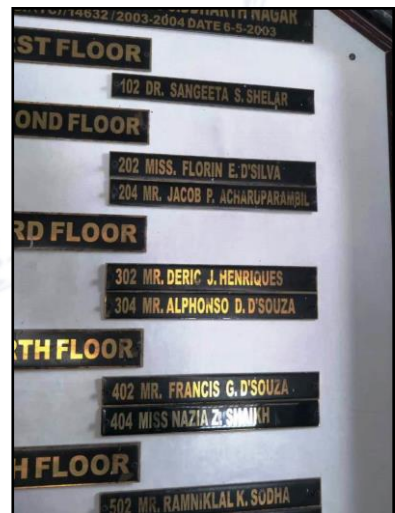 /14632 /2003-2004 DATE 6-5-2003
ST FLOOR
102 DR. SANGEETA S. SHELAR
OND FLOOR
202 MISS. FLORIN E. D'SILVA
204 MR. JACOB P. ACHARUPARAMBIL
RD FLOOR
302 MR. DERIC J. HENRIQUES
304 MR. ALPHONSO D. D'SOUZA
TH FLOOR
402 MR. FRANCIS G. D'SOUZA
404 MISS NAZIA Z. SHAIKH
H FLOOR
502 MR. RAMNIKLAL K. SODHA